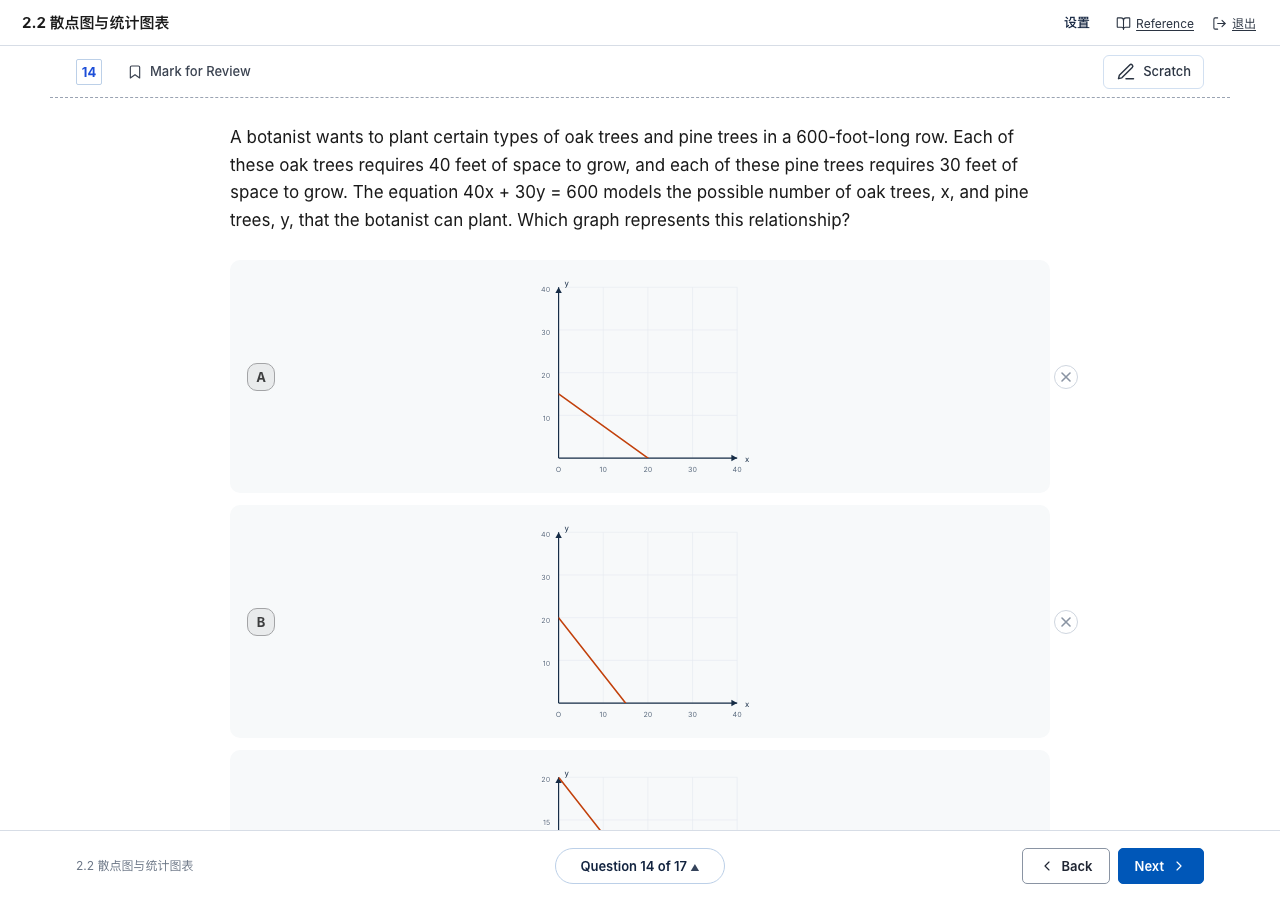 2.2 散点图与统计图表
设置
Reference
退出
14
Mark for Review
Scratch
A botanist wants to plant certain types of oak trees and pine trees in a 600-foot-long row. Each of
these oak trees requires 40 feet of space to grow, and each of these pine trees requires 30 feet of
space to grow. The equation 40x + 30y = 600 models the possible number of oak trees, x, and pine
trees, y, that the botanist can plant. Which graph represents this relationship?
A
y
40
30
20
10
O 10 20 30 40
x
B
y
40
30
20
10
O 10 20 30 40
x
y
20
15
2.2 散点图与统计图表
Question 14 of 17
Back
Next